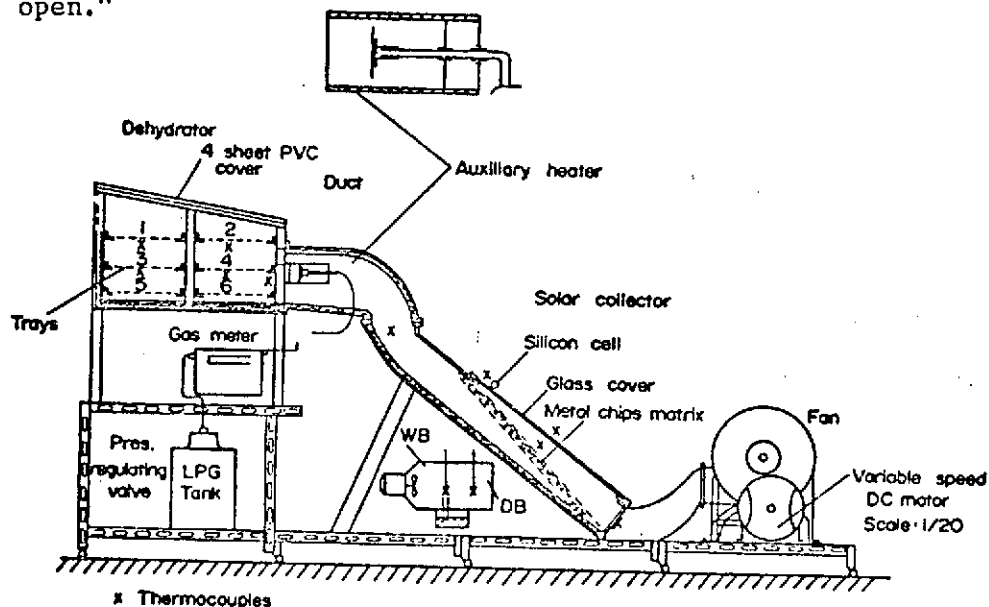 open."
Dehydrator
4 sheet PVC
cover
Duct
Auxillary heater
1 2
3 4
5 6
Trays
Gas meter
Solar collector
Silicon cell
Glass cover
Metal chips matrix
Fan
Pres.
regulating
valve
LPG
Tank
WB
DB
Variable speed
DC motor
Scale: 1/20
x Thermocouples